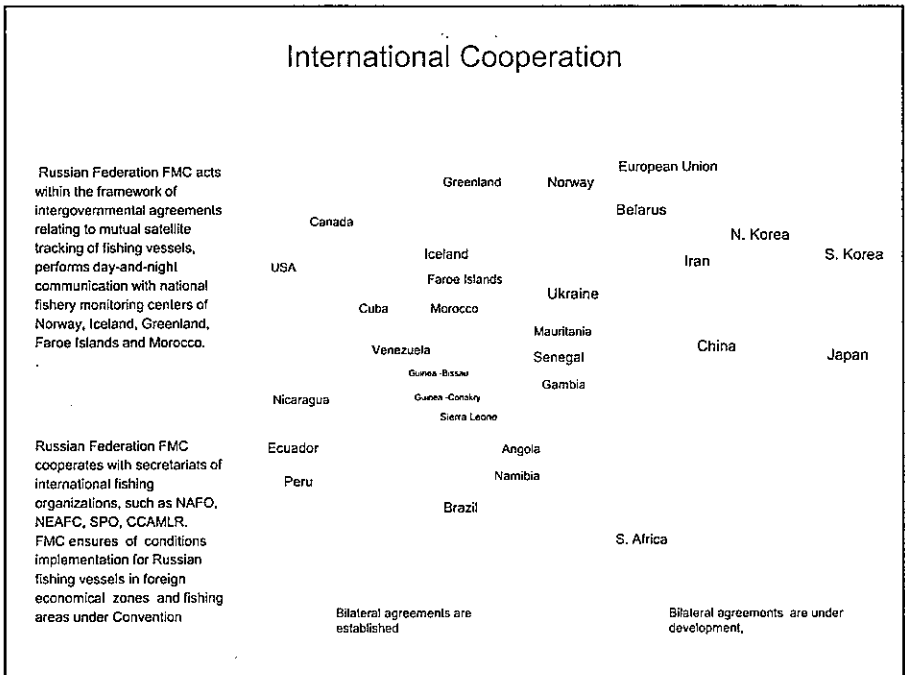 International Cooperation
Russian Federation FMC acts
within the framework of
intergovernmental agreements
relating to mutual satellite
tracking of fishing vessels,
performs day-and-night
communication with national
fishery monitoring centers of
Norway, Iceland, Greenland,
Faroe Islands and Morocco.
Russian Federation FMC
cooperates with secretariats of
international fishing
organizations, such as NAFO,
NEAFC, SPO, CCAMLR.
FMC ensures of conditions
implementation for Russian
fishing vessels in foreign
economical zones and fishing
areas under Convention
European Union
Greenland
Norway
Belarus
Canada
N. Korea
Iceland
Iran
S. Korea
USA
Faroe Islands
Ukraine
Cuba
Morocco
Mauritania
Venezuela
Senegal
China
Japan
Guinea -Bissau
Gambia
Nicaragua
Guinea -Conakry
Sierra Leone
Ecuador
Angola
Peru
Namibia
Brazil
S. Africa
Bilateral agreements are
established
Bilateral agreements are under
development,